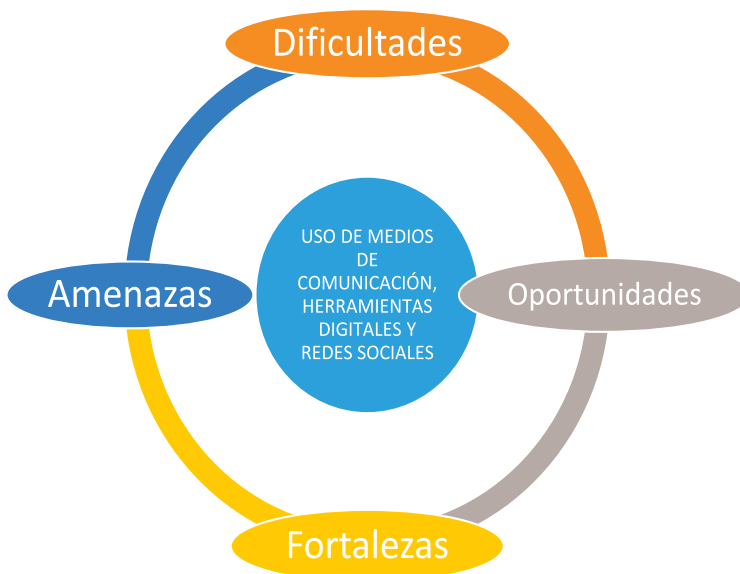 Dificultades
USO DE MEDIOS
DE
COMUNICACIÓN,
HERRAMIENTAS
DIGITALES Y
REDES SOCIALES
Amenazas
Oportunidades
Fortalezas